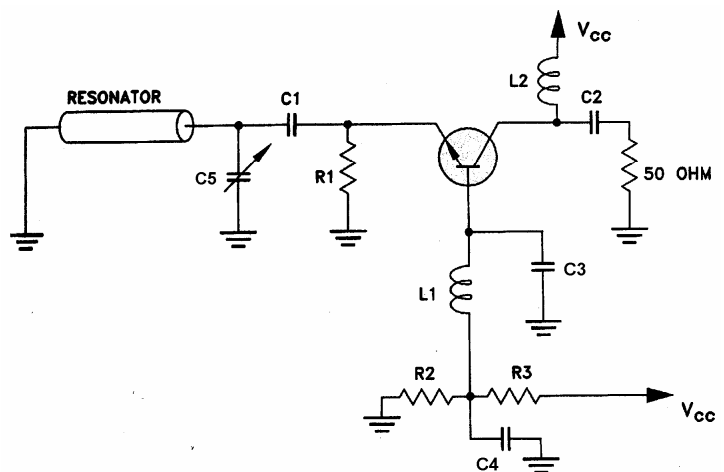 Vcc
L2
RESONATOR
C1
C2
C5
R1
50 OHM
C3
L1
R2
R3
Vcc
C4